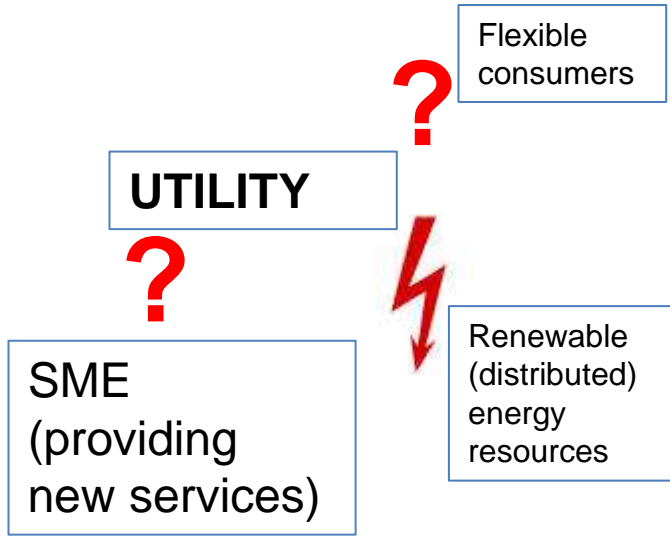 Flexible
consumers
?
UTILITY
?
SME
(providing
new services)
Renewable
(distributed)
energy
resources